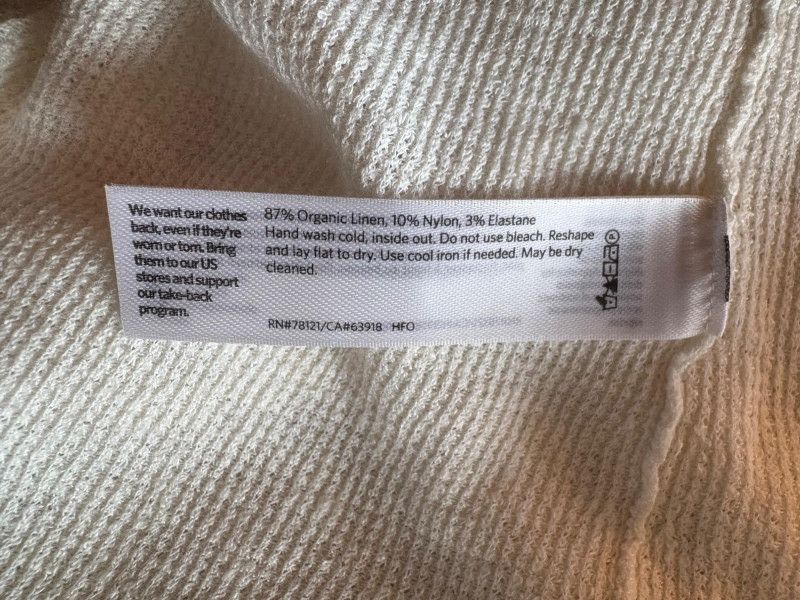 We want our clothes
back, even if they're
worn or torn. Bring
them to our US
stores and support
our take-back
program.
87% Organic Linen, 10% Nylon, 3% Elastane
Hand wash cold, inside out. Do not use bleach. Reshape
and lay flat to dry. Use cool iron if needed. May be dry
cleaned.
RN#78121/CA#63918 HFO